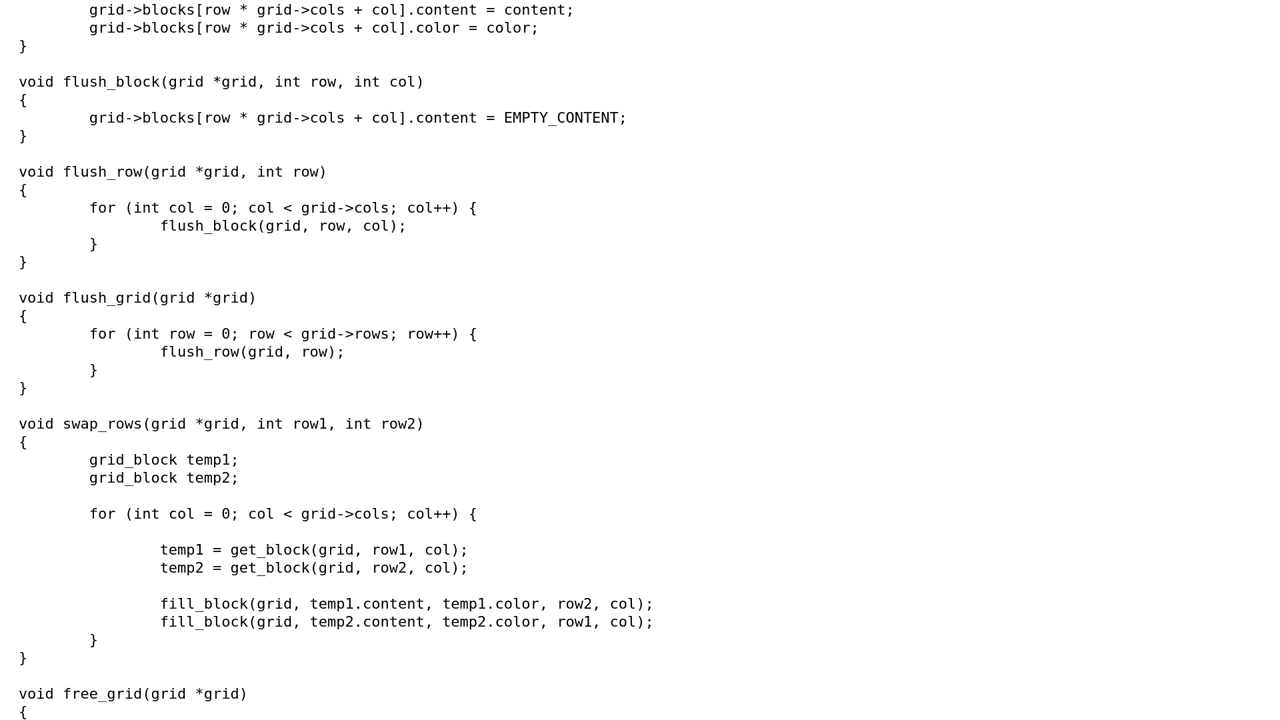 grid->blocks[row * grid->cols + col].content = content;
grid->blocks[row * grid->cols + col].color = color;
}
void flush_block(grid *grid, int row, int col)
{
grid->blocks[row * grid->cols + col].content = EMPTY_CONTENT;
}
void flush_row(grid *grid, int row)
{
for (int col = 0; col < grid->cols; col++) {
flush_block(grid, row, col);
}
}
void flush_grid(grid *grid)
{
for (int row = 0; row < grid->rows; row++) {
flush_row(grid, row);
}
}
void swap_rows(grid *grid, int row1, int row2)
{
grid_block temp1;
grid_block temp2;
for (int col = 0; col < grid->cols; col++) {
temp1 = get_block(grid, row1, col);
temp2 = get_block(grid, row2, col);
fill_block(grid, temp1.content, temp1.color, row2, col);
fill_block(grid, temp2.content, temp2.color, row1, col);
}
}
void free_grid(grid *grid)
{